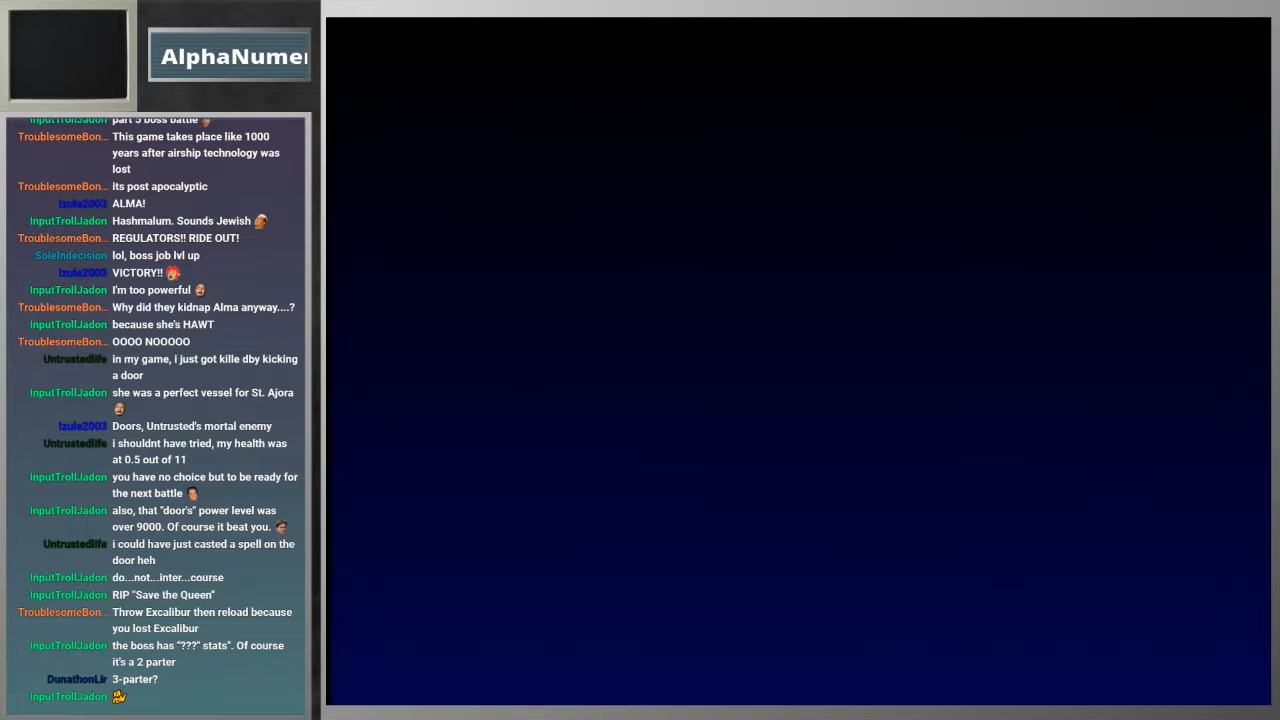 AlphaNumer
InputTrollJadon part 5 boss battle
TroublesomeBon... This game takes place like 1000
years after airship technology was
lost
TroublesomeBon... its post apocalyptic
Izule2003 ALMA!
InputTrollJadon Hashmalum. Sounds Jewish
TroublesomeBon... REGULATORS!! RIDE OUT!
SoleIndecision lol, boss job lvl up
Izule2003 VICTORY!!
InputTrollJadon I'm too powerful
TroublesomeBon... Why did they kidnap Alma anyway....?
InputTrollJadon because she's HAWT
TroublesomeBon... OOOO NOOOOO
Untrustedlife in my game, i just got kille dby kicking
a door
InputTrollJadon she was a perfect vessel for St. Ajora
Izule2003 Doors, Untrusted's mortal enemy
Untrustedlife i shouldnt have tried, my health was
at 0.5 out of 11
InputTrollJadon you have no choice but to be ready for
the next battle
InputTrollJadon also, that "door's" power level was
over 9000. Of course it beat you.
Untrustedlife i could have just casted a spell on the
door heh
InputTrollJadon do...not...inter...course
InputTrollJadon RIP "Save the Queen"
TroublesomeBon... Throw Excalibur then reload because
you lost Excalibur
InputTrollJadon the boss has "???" stats". Of course
it's a 2 parter
DunathonLir 3-parter?
InputTrollJadon